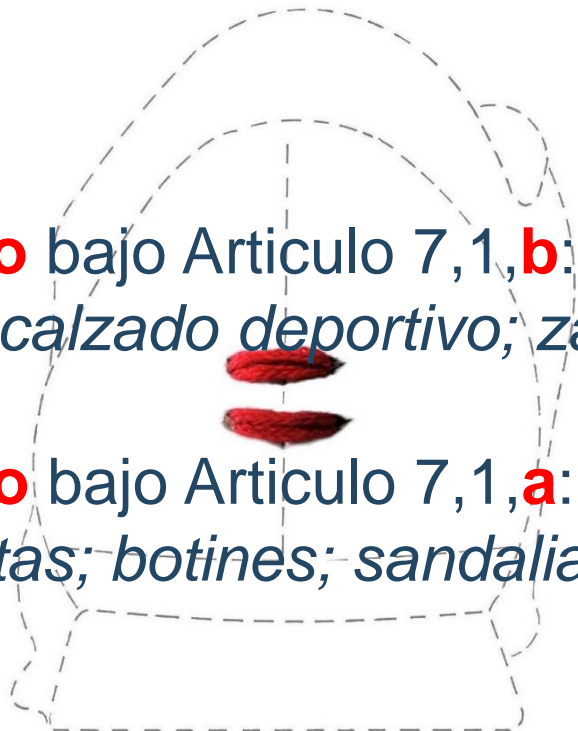 o bajo Articulo 7,1,b:
calzado deportivo; za
o bajo Articulo 7,1,a:
tas; botines; sandalia